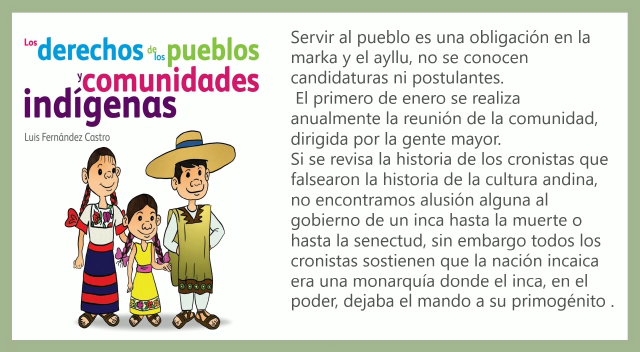 Los derechos de los pueblos
y comunidades
indígenas
Luis Fernández Castro
Servir al pueblo es una obligación en la
marka y el ayllu, no se conocen
candidaturas ni postulantes.
El primero de enero se realiza
anualmente la reunión de la comunidad,
dirigida por la gente mayor.
Si se revisa la historia de los cronistas que
falsearon la historia de la cultura andina,
no encontramos alusión alguna al
gobierno de un inca hasta la muerte o
hasta la senectud, sin embargo todos los
cronistas sostienen que la nación incaica
era una monarquía donde el inca, en el
poder, dejaba el mando a su primogénito .